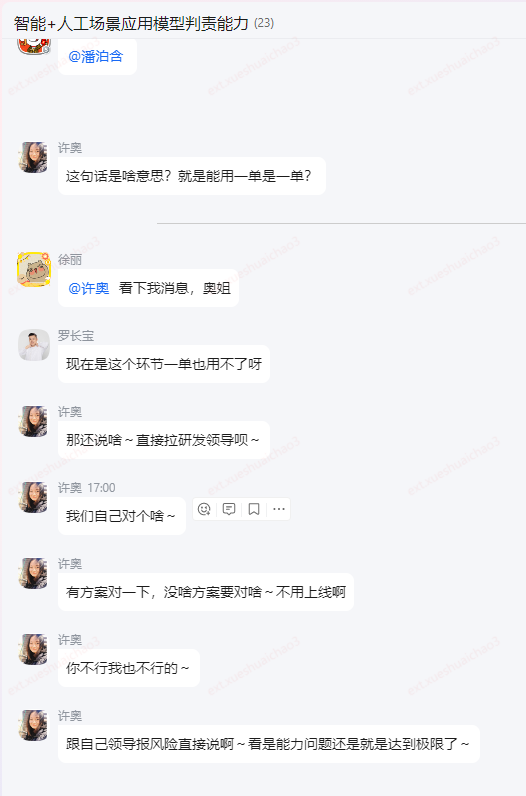 智能+人工场景应用模型判责能力 (23)
@潘泊含
许奥
这句话是啥意思？就是能用一单是一单？
徐丽
@许奥 看下我消息，奥姐
罗长宝
现在是这个环节一单也用不了呀
许奥
那还说啥～直接拉研发领导呗～
许奥 17:00
我们自己对个啥～
许奥
有方案对一下，没啥方案要对啥～不用上线啊
许奥
你不行我也不行的～
许奥
跟自己领导报风险直接说啊～看是能力问题还是就是达到极限了～